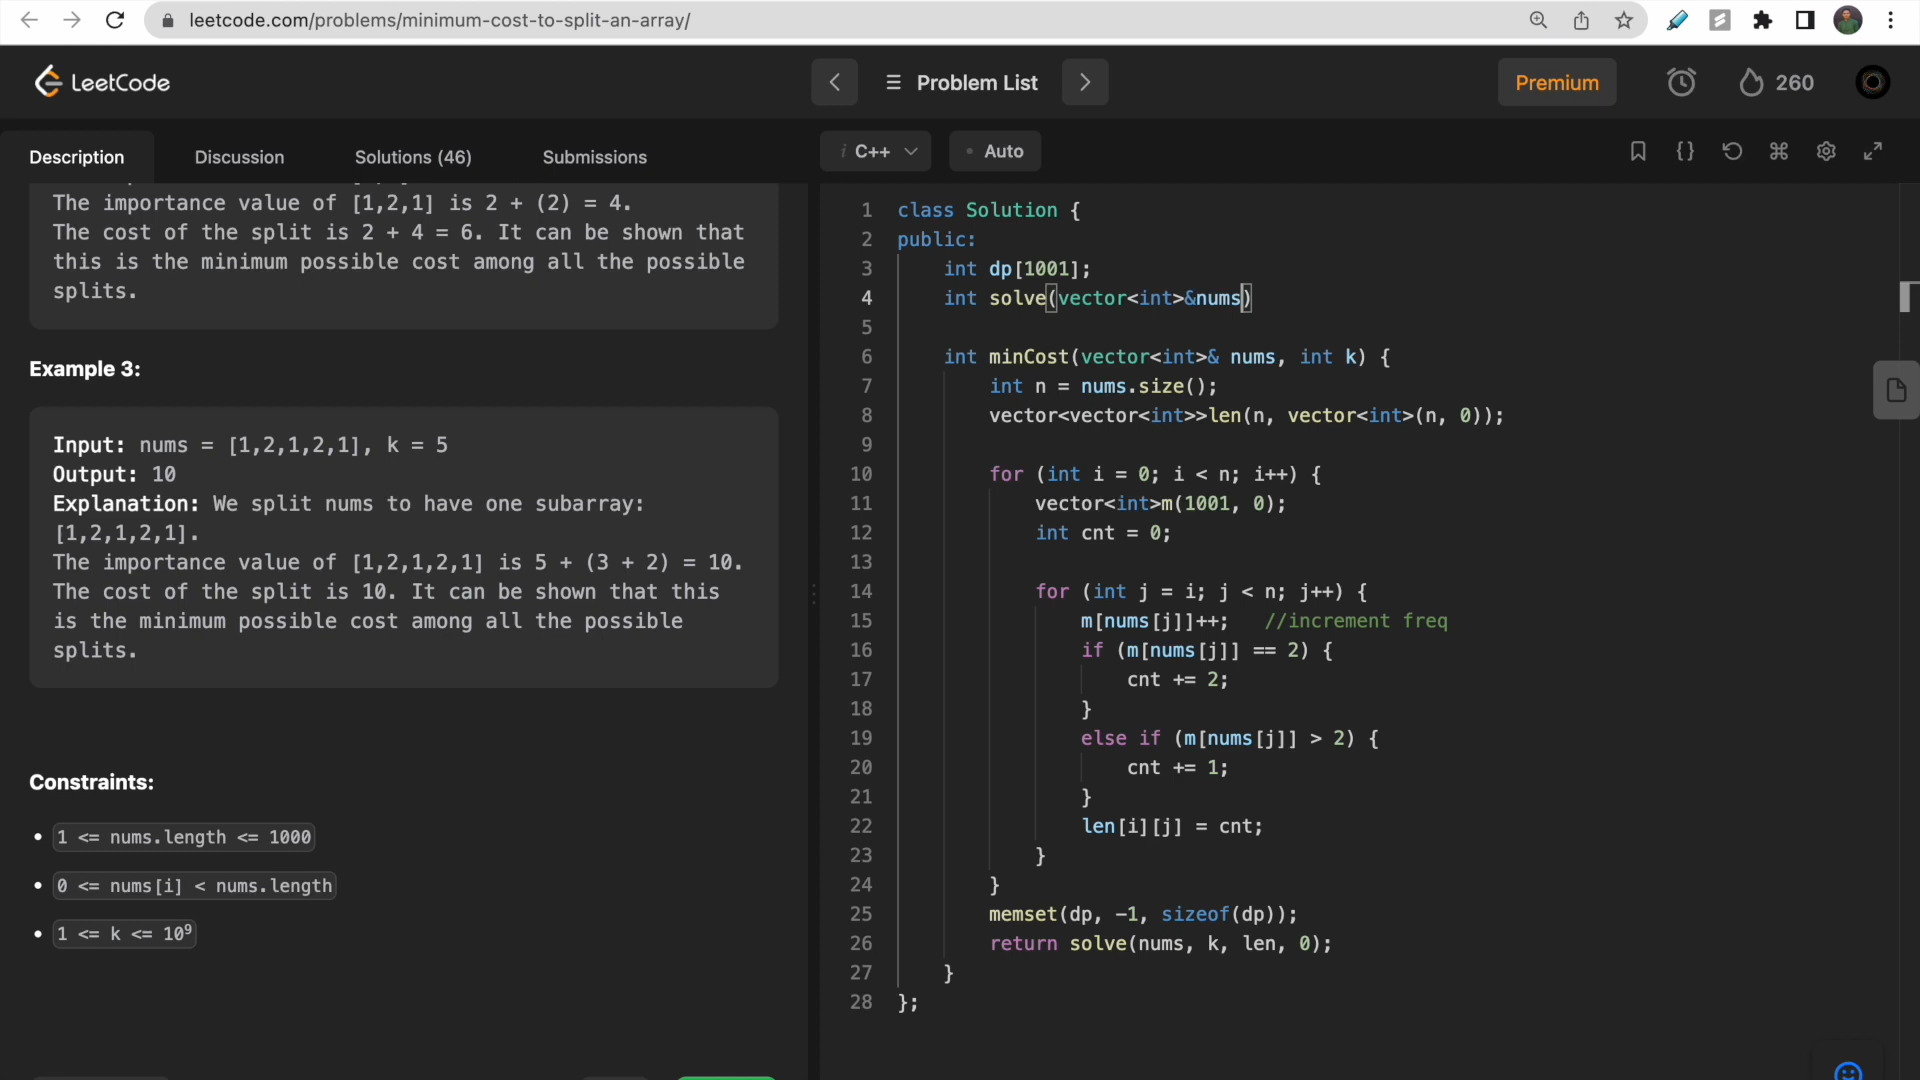 leetcode.com/problems/minimum-cost-to-split-an-array/
LeetCode
Problem List
Premium
260
Description
Discussion
Solutions (46)
Submissions
i C++
• Auto
The importance value of [1,2,1] is 2 + (2) = 4.
The cost of the split is 2 + 4 = 6. It can be shown that
this is the minimum possible cost among all the possible
splits.
Example 3:
Input: nums = [1,2,1,2,1], k = 5
Output: 10
Explanation: We split nums to have one subarray:
[1,2,1,2,1].
The importance value of [1,2,1,2,1] is 5 + (3 + 2) = 10.
The cost of the split is 10. It can be shown that this
is the minimum possible cost among all the possible
splits.
Constraints:
• 1 <= nums.length <= 1000
• 0 <= nums[i] < nums.length
• 1 <= k <= 10⁹
1 class Solution {
2 public:
3 int dp[1001];
4 int solve(vector<int>&nums)
5
6 int minCost(vector<int>& nums, int k) {
7 int n = nums.size();
8 vector<vector<int>>len(n, vector<int>(n, 0));
9
10 for (int i = 0; i < n; i++) {
11 vector<int>m(1001, 0);
12 int cnt = 0;
13
14 for (int j = i; j < n; j++) {
15 m[nums[j]]++; //increment freq
16 if (m[nums[j]] == 2) {
17 cnt += 2;
18 }
19 else if (m[nums[j]] > 2) {
20 cnt += 1;
21 }
22 len[i][j] = cnt;
23 }
24 }
25 memset(dp, -1, sizeof(dp));
26 return solve(nums, k, len, 0);
27 }
28 };